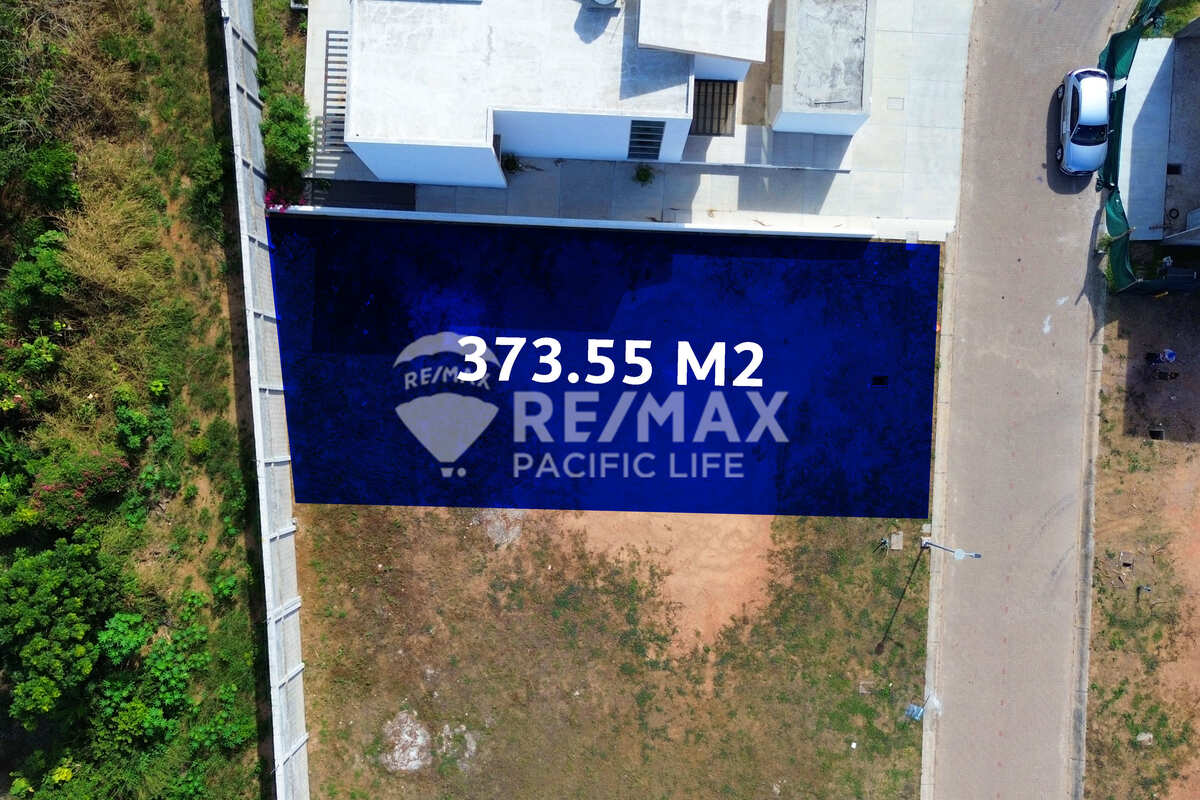 373.55 M2
RE/MAX
RE/MAX
PACIFIC LIFE